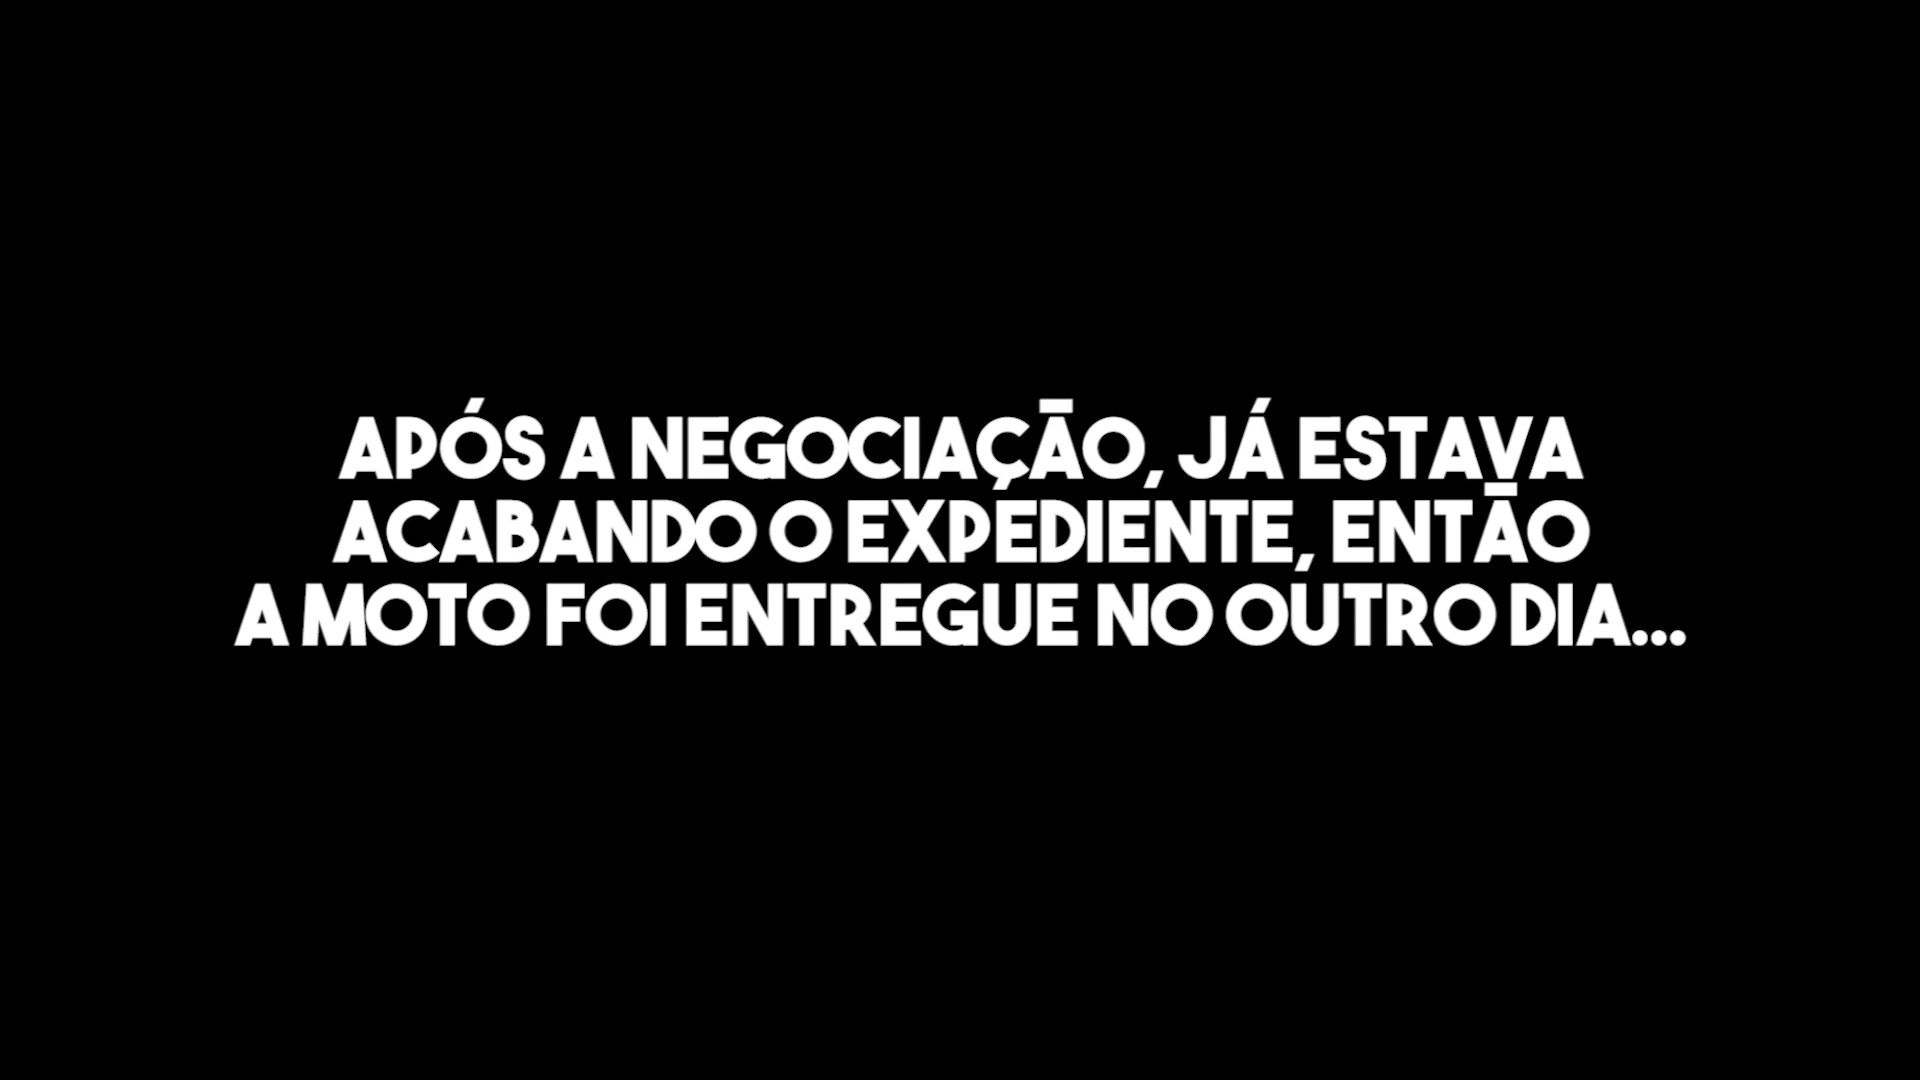 APÓS A NEGOCIAÇÃO, JÁ ESTAVA
ACABANDO O EXPEDIENTE, ENTÃO
A MOTO FOI ENTREGUE NO OUTRO DIA...